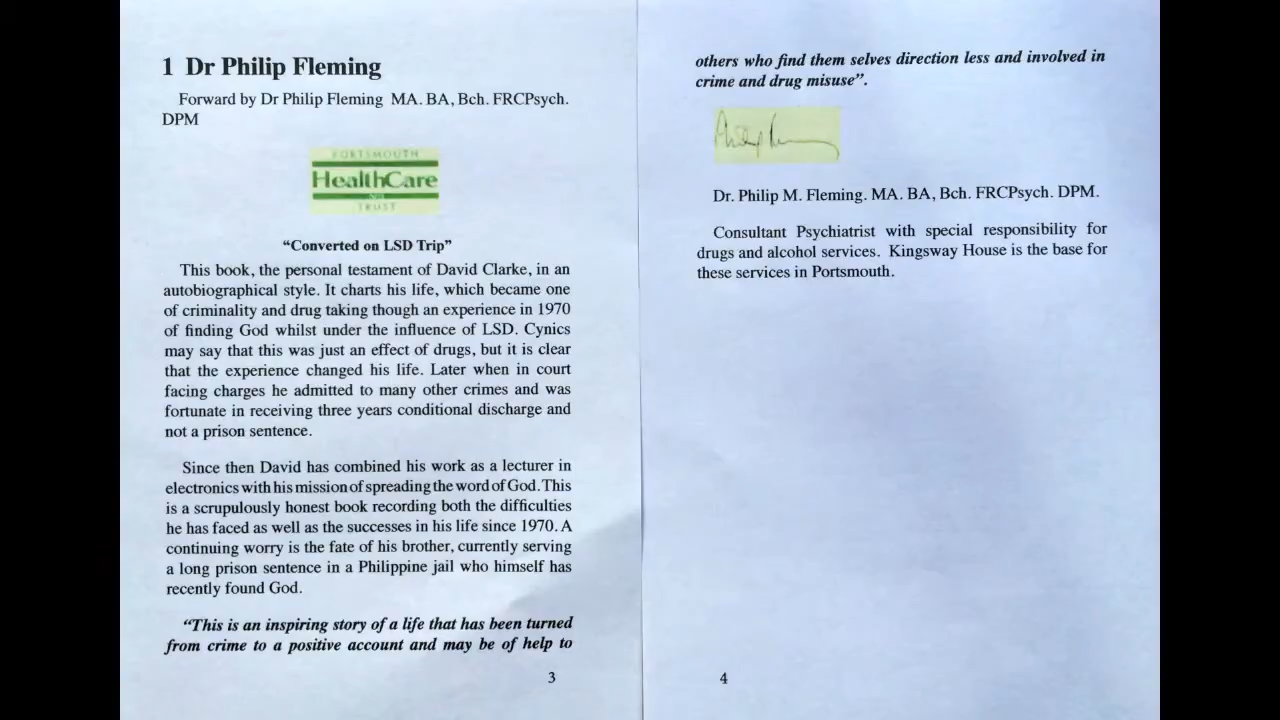 1 Dr Philip Fleming
Forward by Dr Philip Fleming MA. BA, Bch. FRCPsych.
DPM
PORTSMOUTH
HealthCare
NHS
TRUST
“Converted on LSD Trip”
This book, the personal testament of David Clarke, in an
autobiographical style. It charts his life, which became one
of criminality and drug taking though an experience in 1970
of finding God whilst under the influence of LSD. Cynics
may say that this was just an effect of drugs, but it is clear
that the experience changed his life. Later when in court
facing charges he admitted to many other crimes and was
fortunate in receiving three years conditional discharge and
not a prison sentence.
Since then David has combined his work as a lecturer in
electronics with his mission of spreading the word of God. This
is a scrupulously honest book recording both the difficulties
he has faced as well as the successes in his life since 1970. A
continuing worry is the fate of his brother, currently serving
a long prison sentence in a Philippine jail who himself has
recently found God.
“This is an inspiring story of a life that has been turned
from crime to a positive account and may be of help to
3
others who find them selves direction less and involved in
crime and drug misuse”.
Dr. Philip M. Fleming. MA. BA, Bch. FRCPsych. DPM.
Consultant Psychiatrist with special responsibility for
drugs and alcohol services. Kingsway House is the base for
these services in Portsmouth.
4